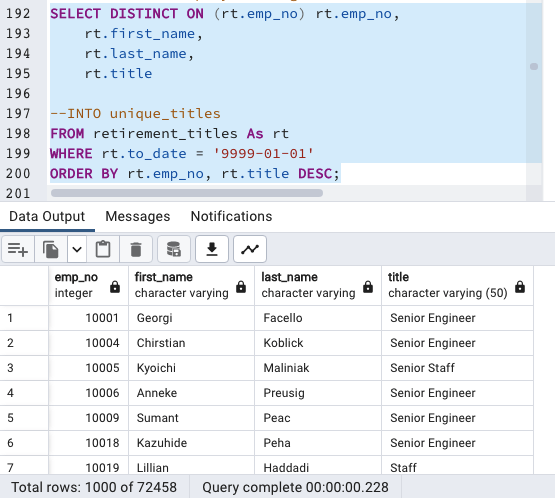 192 SELECT DISTINCT ON (rt.emp_no) rt.emp_no,
193 rt.first_name,
194 rt.last_name,
195 rt.title
196
197 --INTO unique_titles
198 FROM retirement_titles As rt
199 WHERE rt.to_date = '9999-01-01'
200 ORDER BY rt.emp_no, rt.title DESC;
201
Data Output Messages Notifications
emp_no first_name last_name title
integer character varying character varying character varying (50)
1 10001 Georgi Facello Senior Engineer
2 10004 Chirstian Koblick Senior Engineer
3 10005 Kyoichi Maliniak Senior Staff
4 10006 Anneke Preusig Senior Engineer
5 10009 Sumant Peac Senior Engineer
6 10018 Kazuhide Peha Senior Engineer
7 10019 Lillian Haddadi Staff
Total rows: 1000 of 72458 Query complete 00:00:00.228